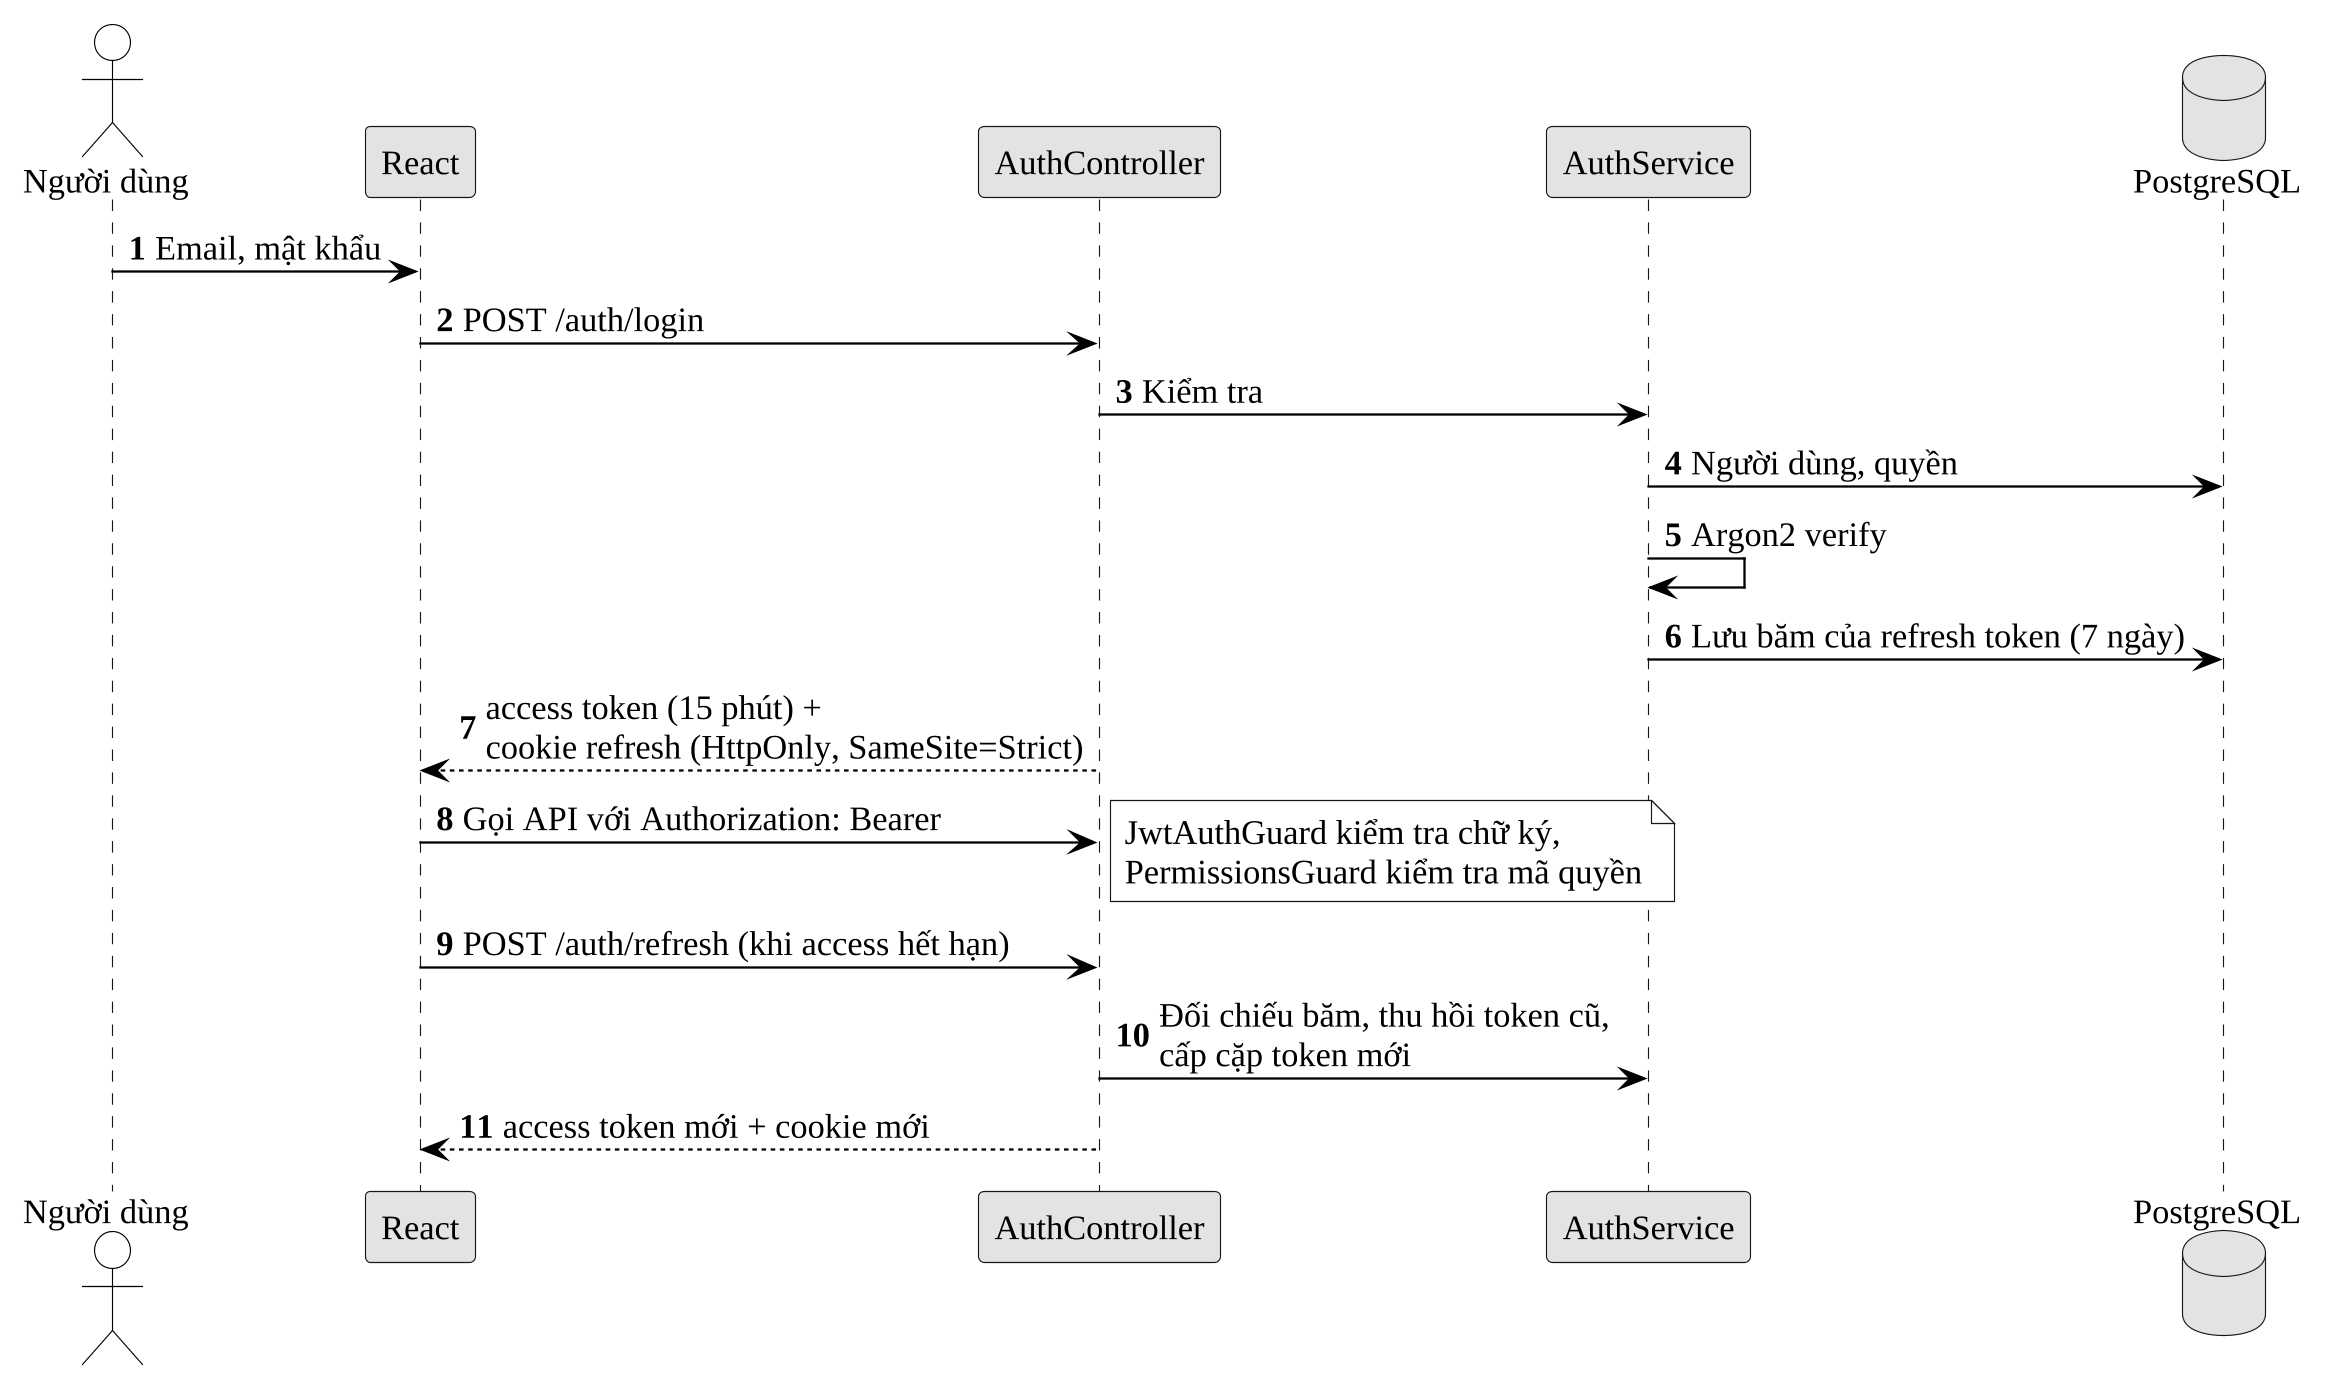 Người dùng
React
AuthController
AuthService
PostgreSQL
1 Email, mật khẩu
2 POST /auth/login
3 Kiểm tra
4 Người dùng, quyền
5 Argon2 verify
6 Lưu băm của refresh token (7 ngày)
7 access token (15 phút) +
cookie refresh (HttpOnly, SameSite=Strict)
8 Gọi API với Authorization: Bearer
JwtAuthGuard kiểm tra chữ ký,
PermissionsGuard kiểm tra mã quyền
9 POST /auth/refresh (khi access hết hạn)
10 Đối chiếu băm, thu hồi token cũ,
cấp cặp token mới
11 access token mới + cookie mới
Người dùng
React
AuthController
AuthService
PostgreSQL